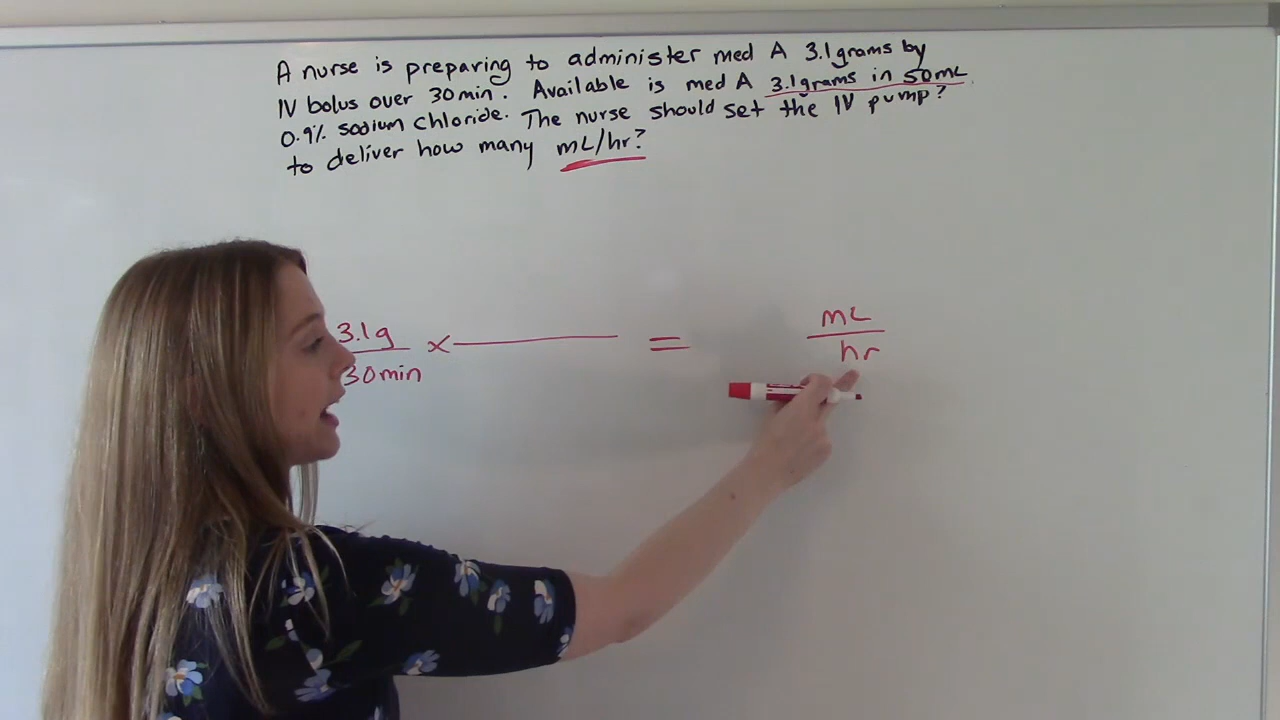 A nurse is preparing to administer med A 3.1grams by
IV bolus over 30min. Available is med A 3.1grams in 50mL
0.9% sodium chloride. The nurse should set the IV pump?
to deliver how many mL/hr?
3.1g
30min
×
=
mL
hr